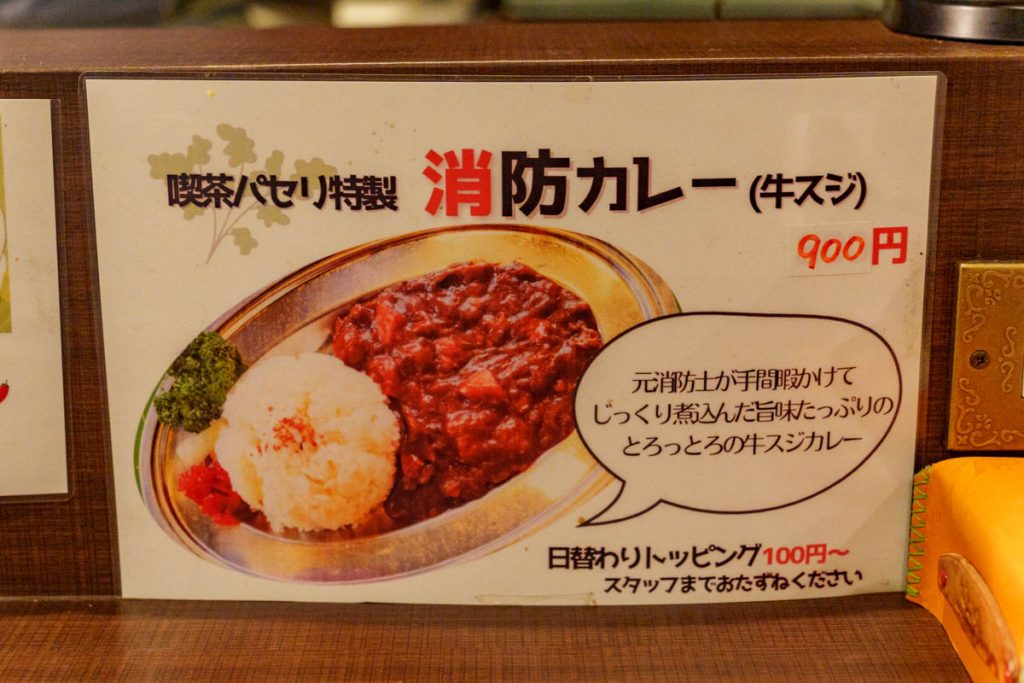 喫茶パセリ特製 消防カレー(牛スジ)
900円
元消防士が手間暇かけて
じっくり煮込んだ旨味たっぷりの
とろっとろの牛スジカレー
日替わりトッピング100円～
スタッフまでおたずねください